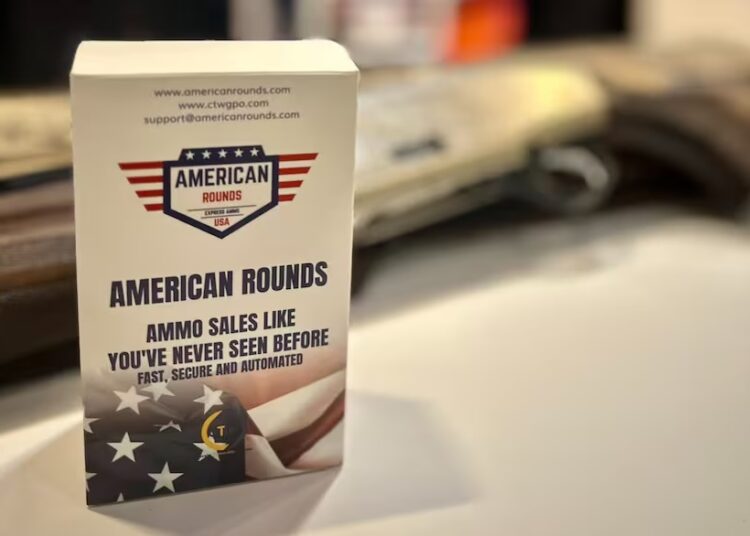 www.americanrounds.com
www.ctwgpo.com
support@americanrounds.com
AMERICAN
ROUNDS
EXPRESS AMMO
USA
AMERICAN ROUNDS
AMMO SALES LIKE
YOU'VE NEVER SEEN BEFORE
FAST, SECURE AND AUTOMATED
T